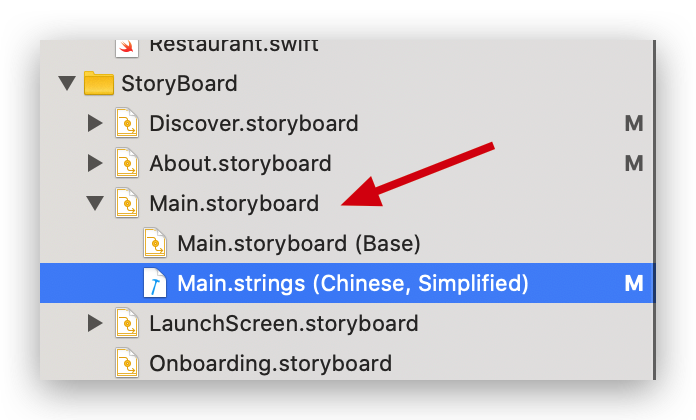 Restaurant.swift
StoryBoard
Discover.storyboard M
About.storyboard M
Main.storyboard
Main.storyboard (Base)
Main.strings (Chinese, Simplified) M
LaunchScreen.storyboard
Onboarding.storyboard